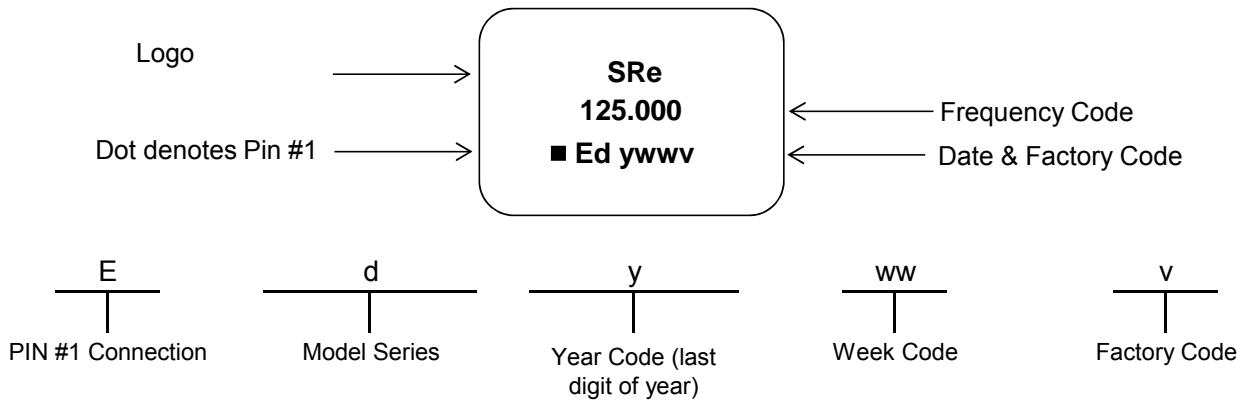 Logo
SRe
125.000
Frequency Code
Dot denotes Pin #1
■ Ed ywwv
Date & Factory Code
E
d
y
ww
v
PIN #1 Connection
Model Series
Year Code (last
digit of year)
Week Code
Factory Code